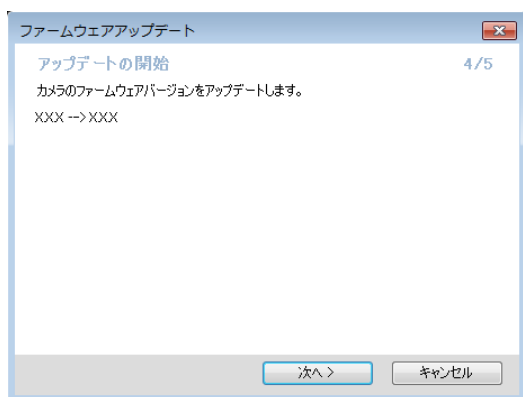 ファームウェアアップデート
アップデートの開始 4/5
カメラのファームウェアバージョンをアップデートします。
XXX -->XXX
次へ >
キャンセル